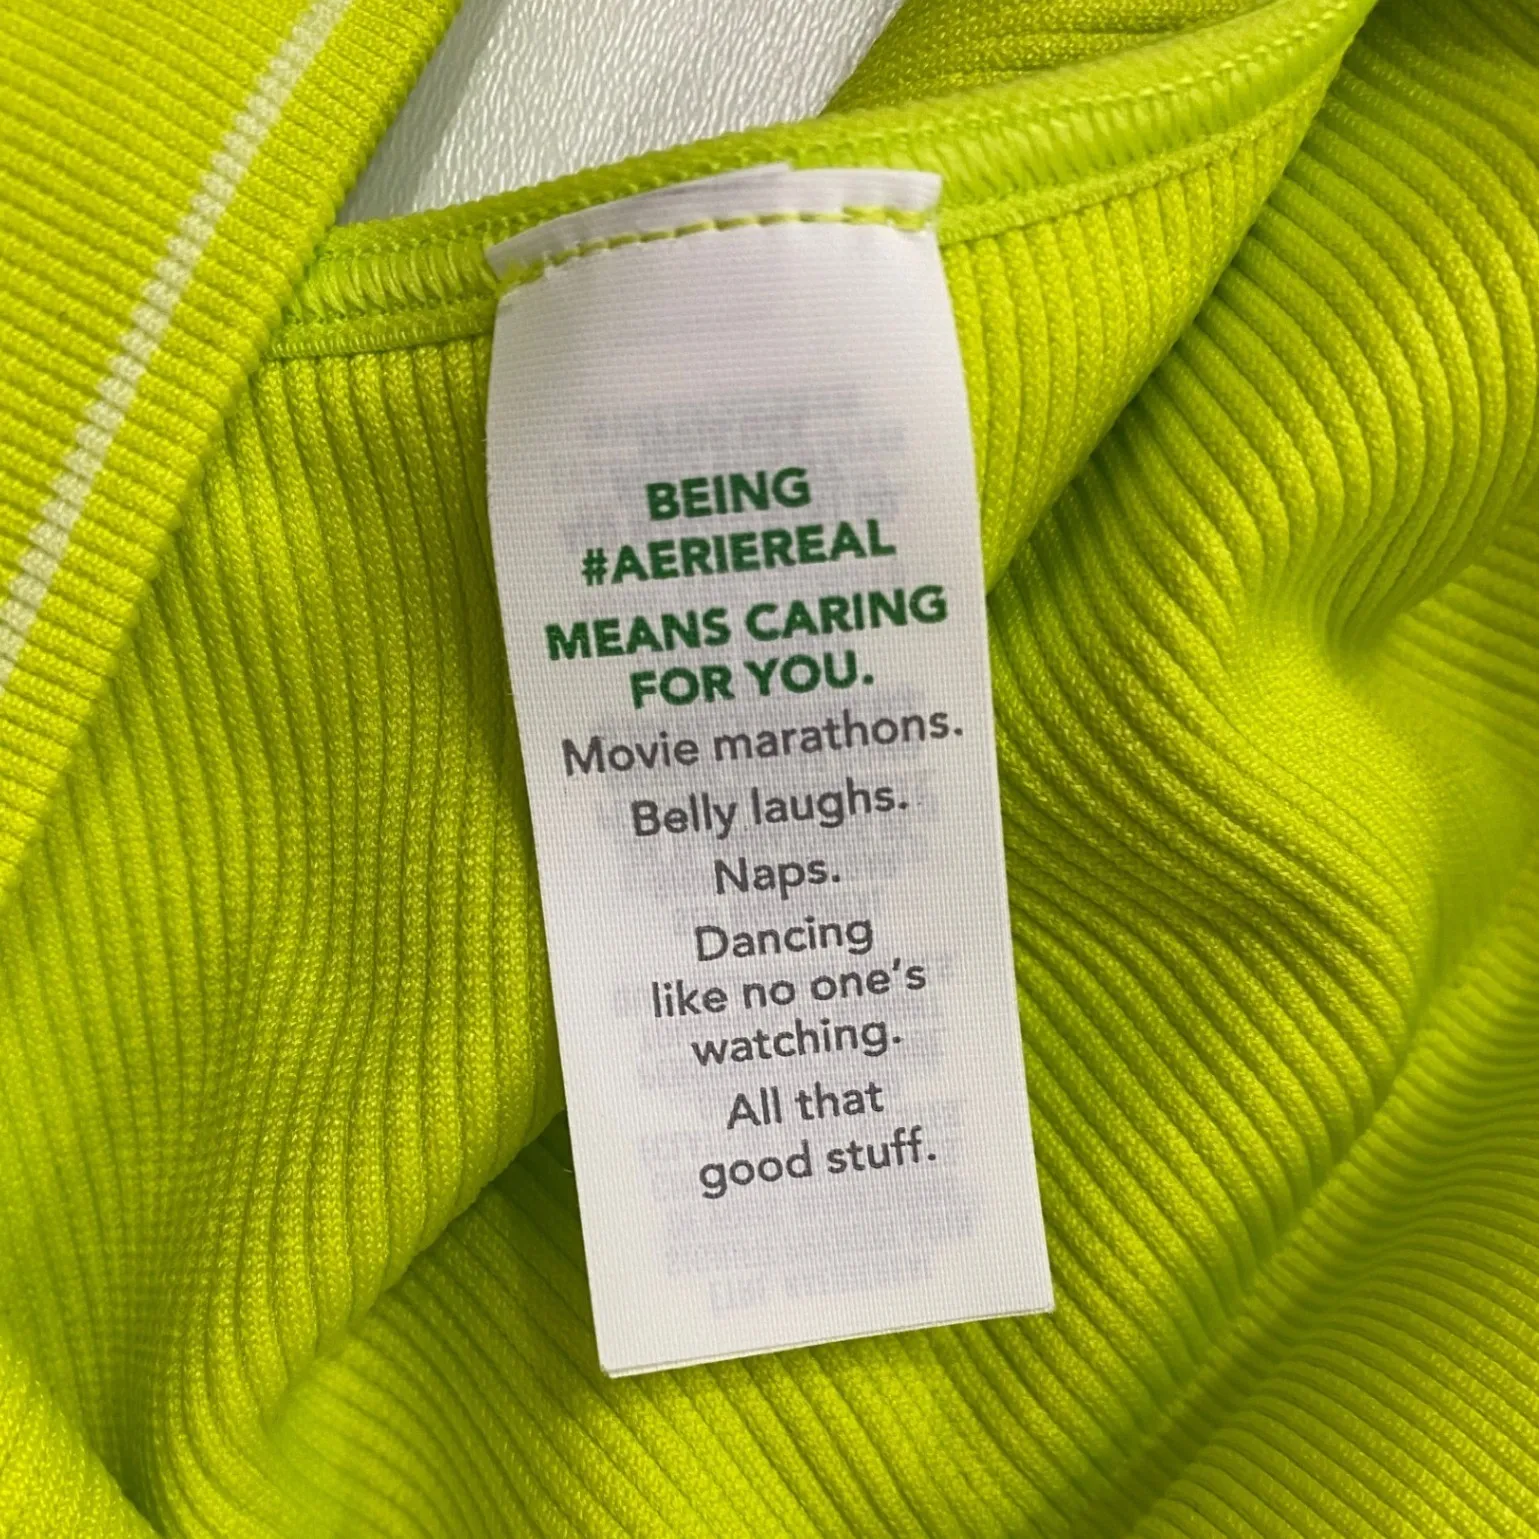 BEING
#AERIEREAL
MEANS CARING
FOR YOU.
Movie marathons.
Belly laughs.
Naps.
Dancing
like no one's
watching.
All that
good stuff.